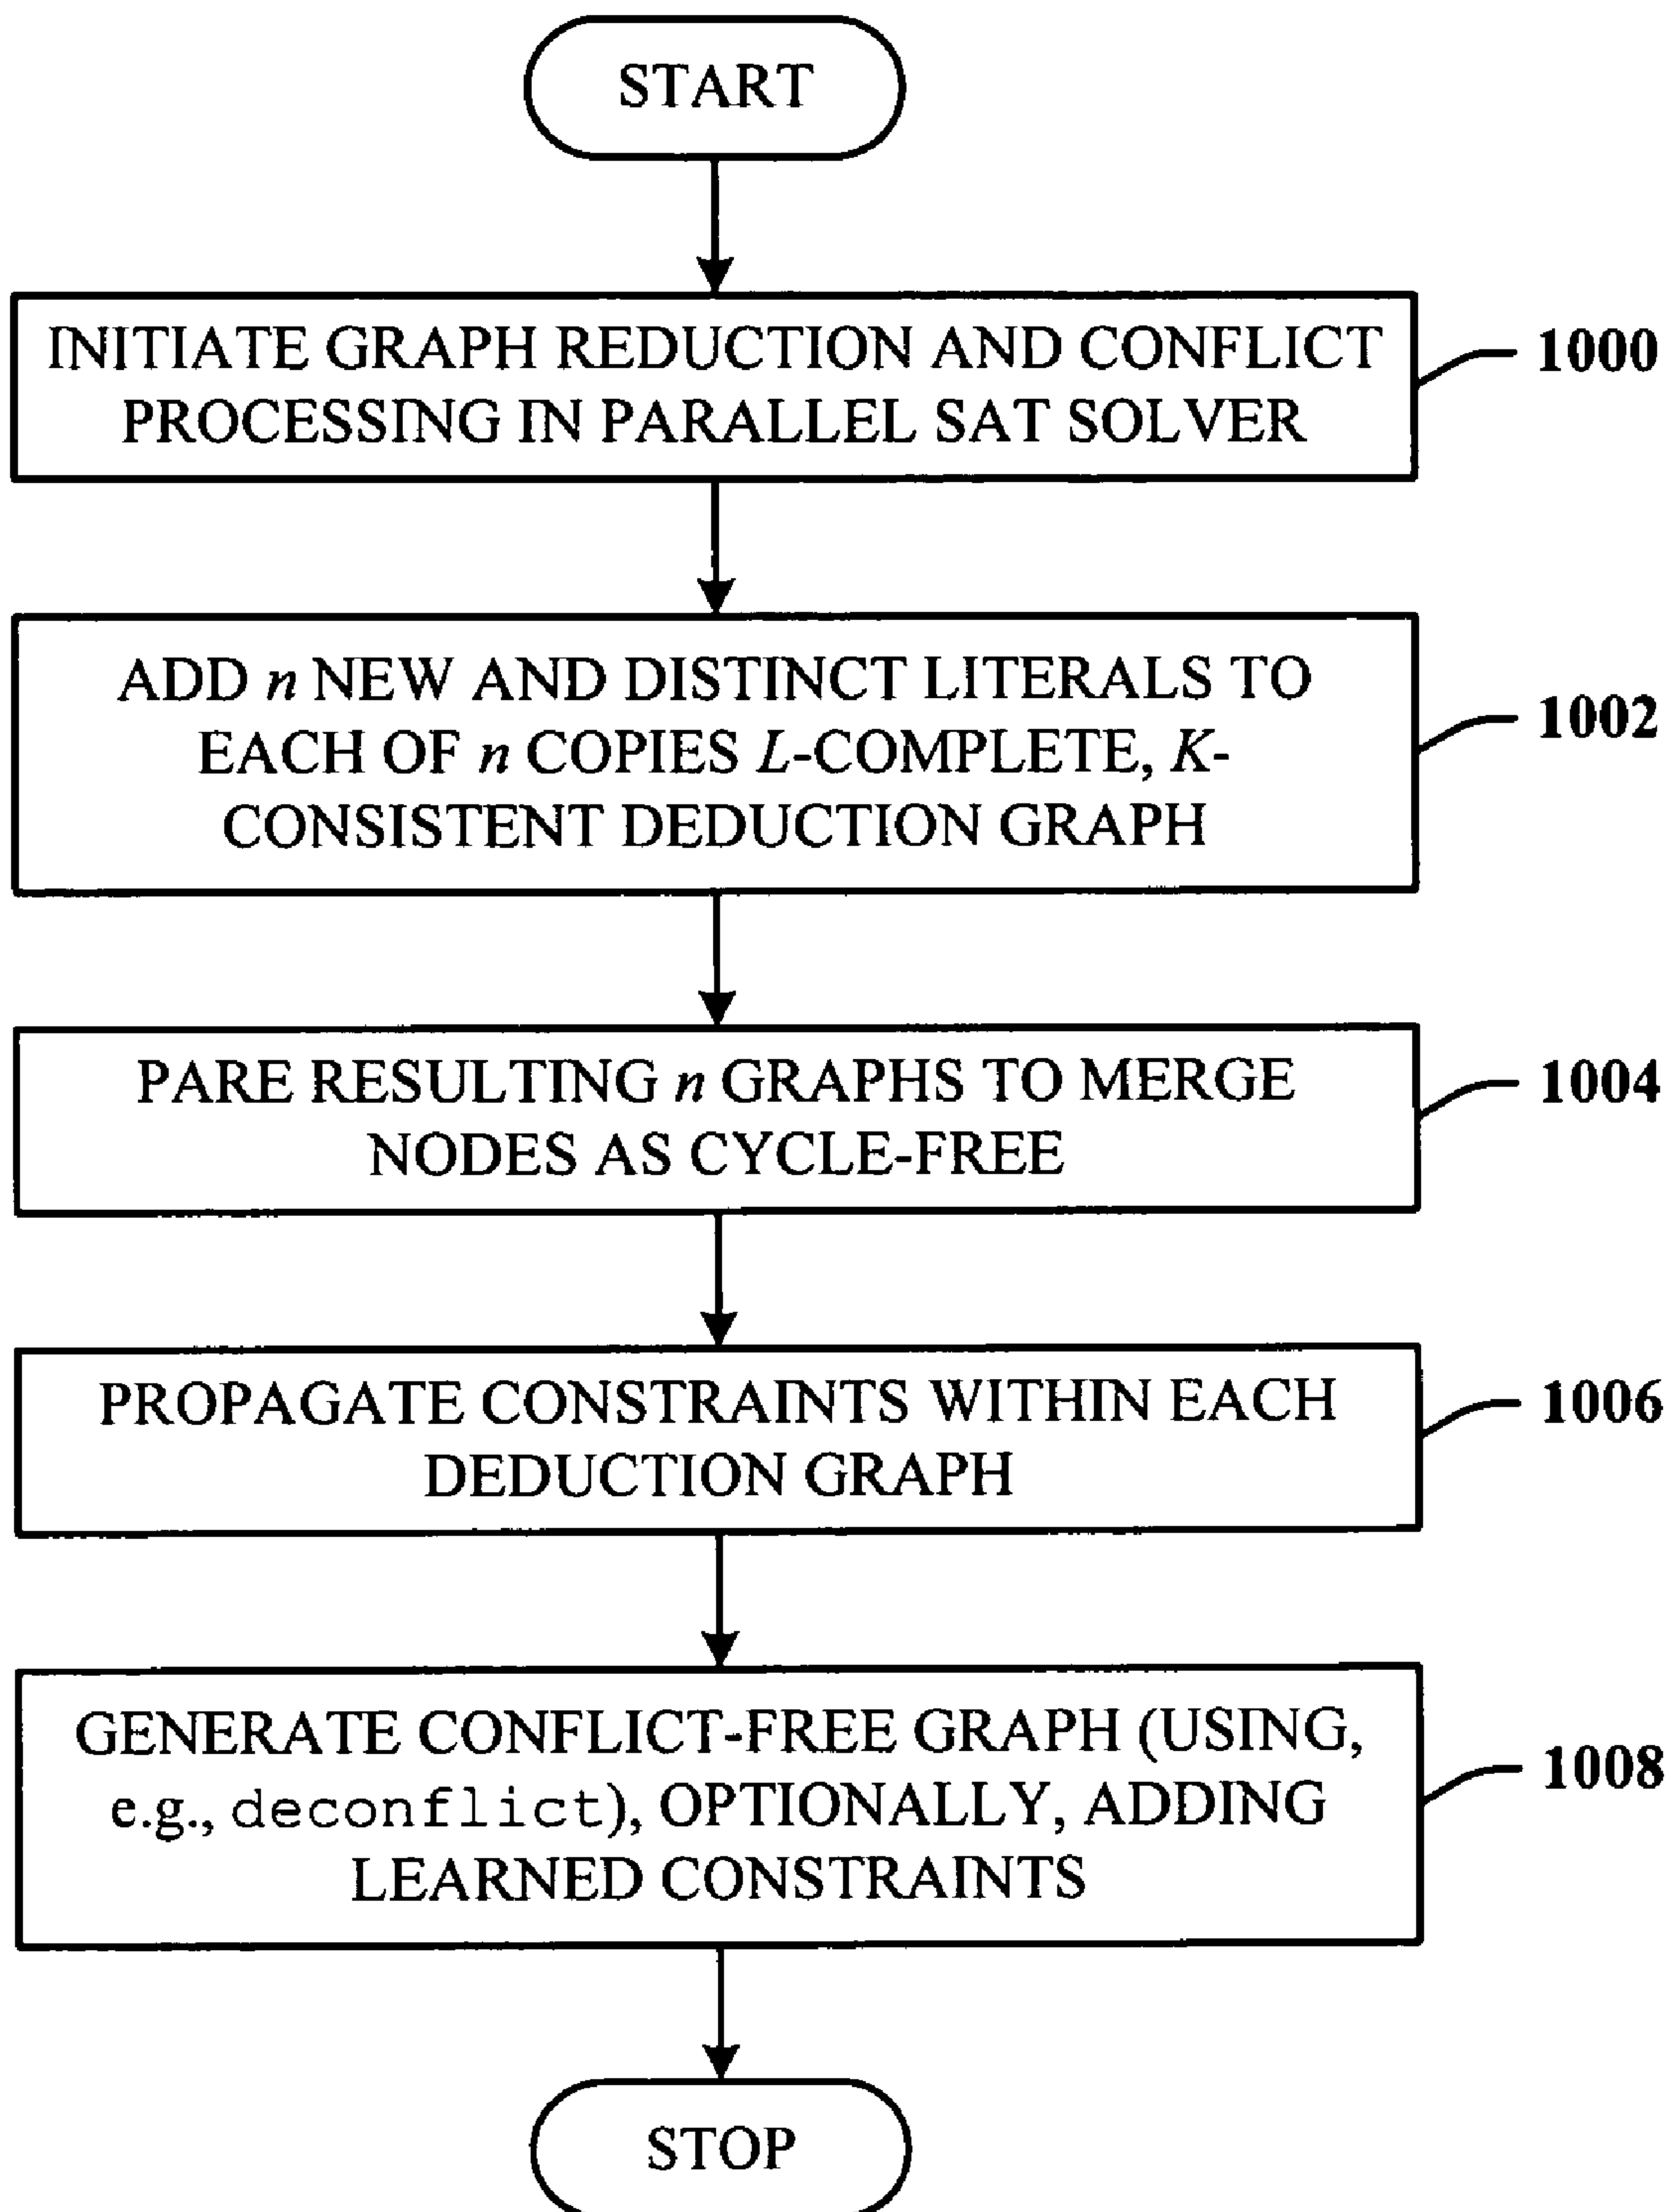 START
INITIATE GRAPH REDUCTION AND CONFLICT
PROCESSING IN PARALLEL SAT SOLVER
1000
ADD n NEW AND DISTINCT LITERALS TO
EACH OF n COPIES L-COMPLETE, K-
CONSISTENT DEDUCTION GRAPH
1002
PARE RESULTING n GRAPHS TO MERGE
NODES AS CYCLE-FREE
1004
PROPAGATE CONSTRAINTS WITHIN EACH
DEDUCTION GRAPH
1006
GENERATE CONFLICT-FREE GRAPH (USING,
e.g., deconflict), OPTIONALLY, ADDING
LEARNED CONSTRAINTS
1008
STOP